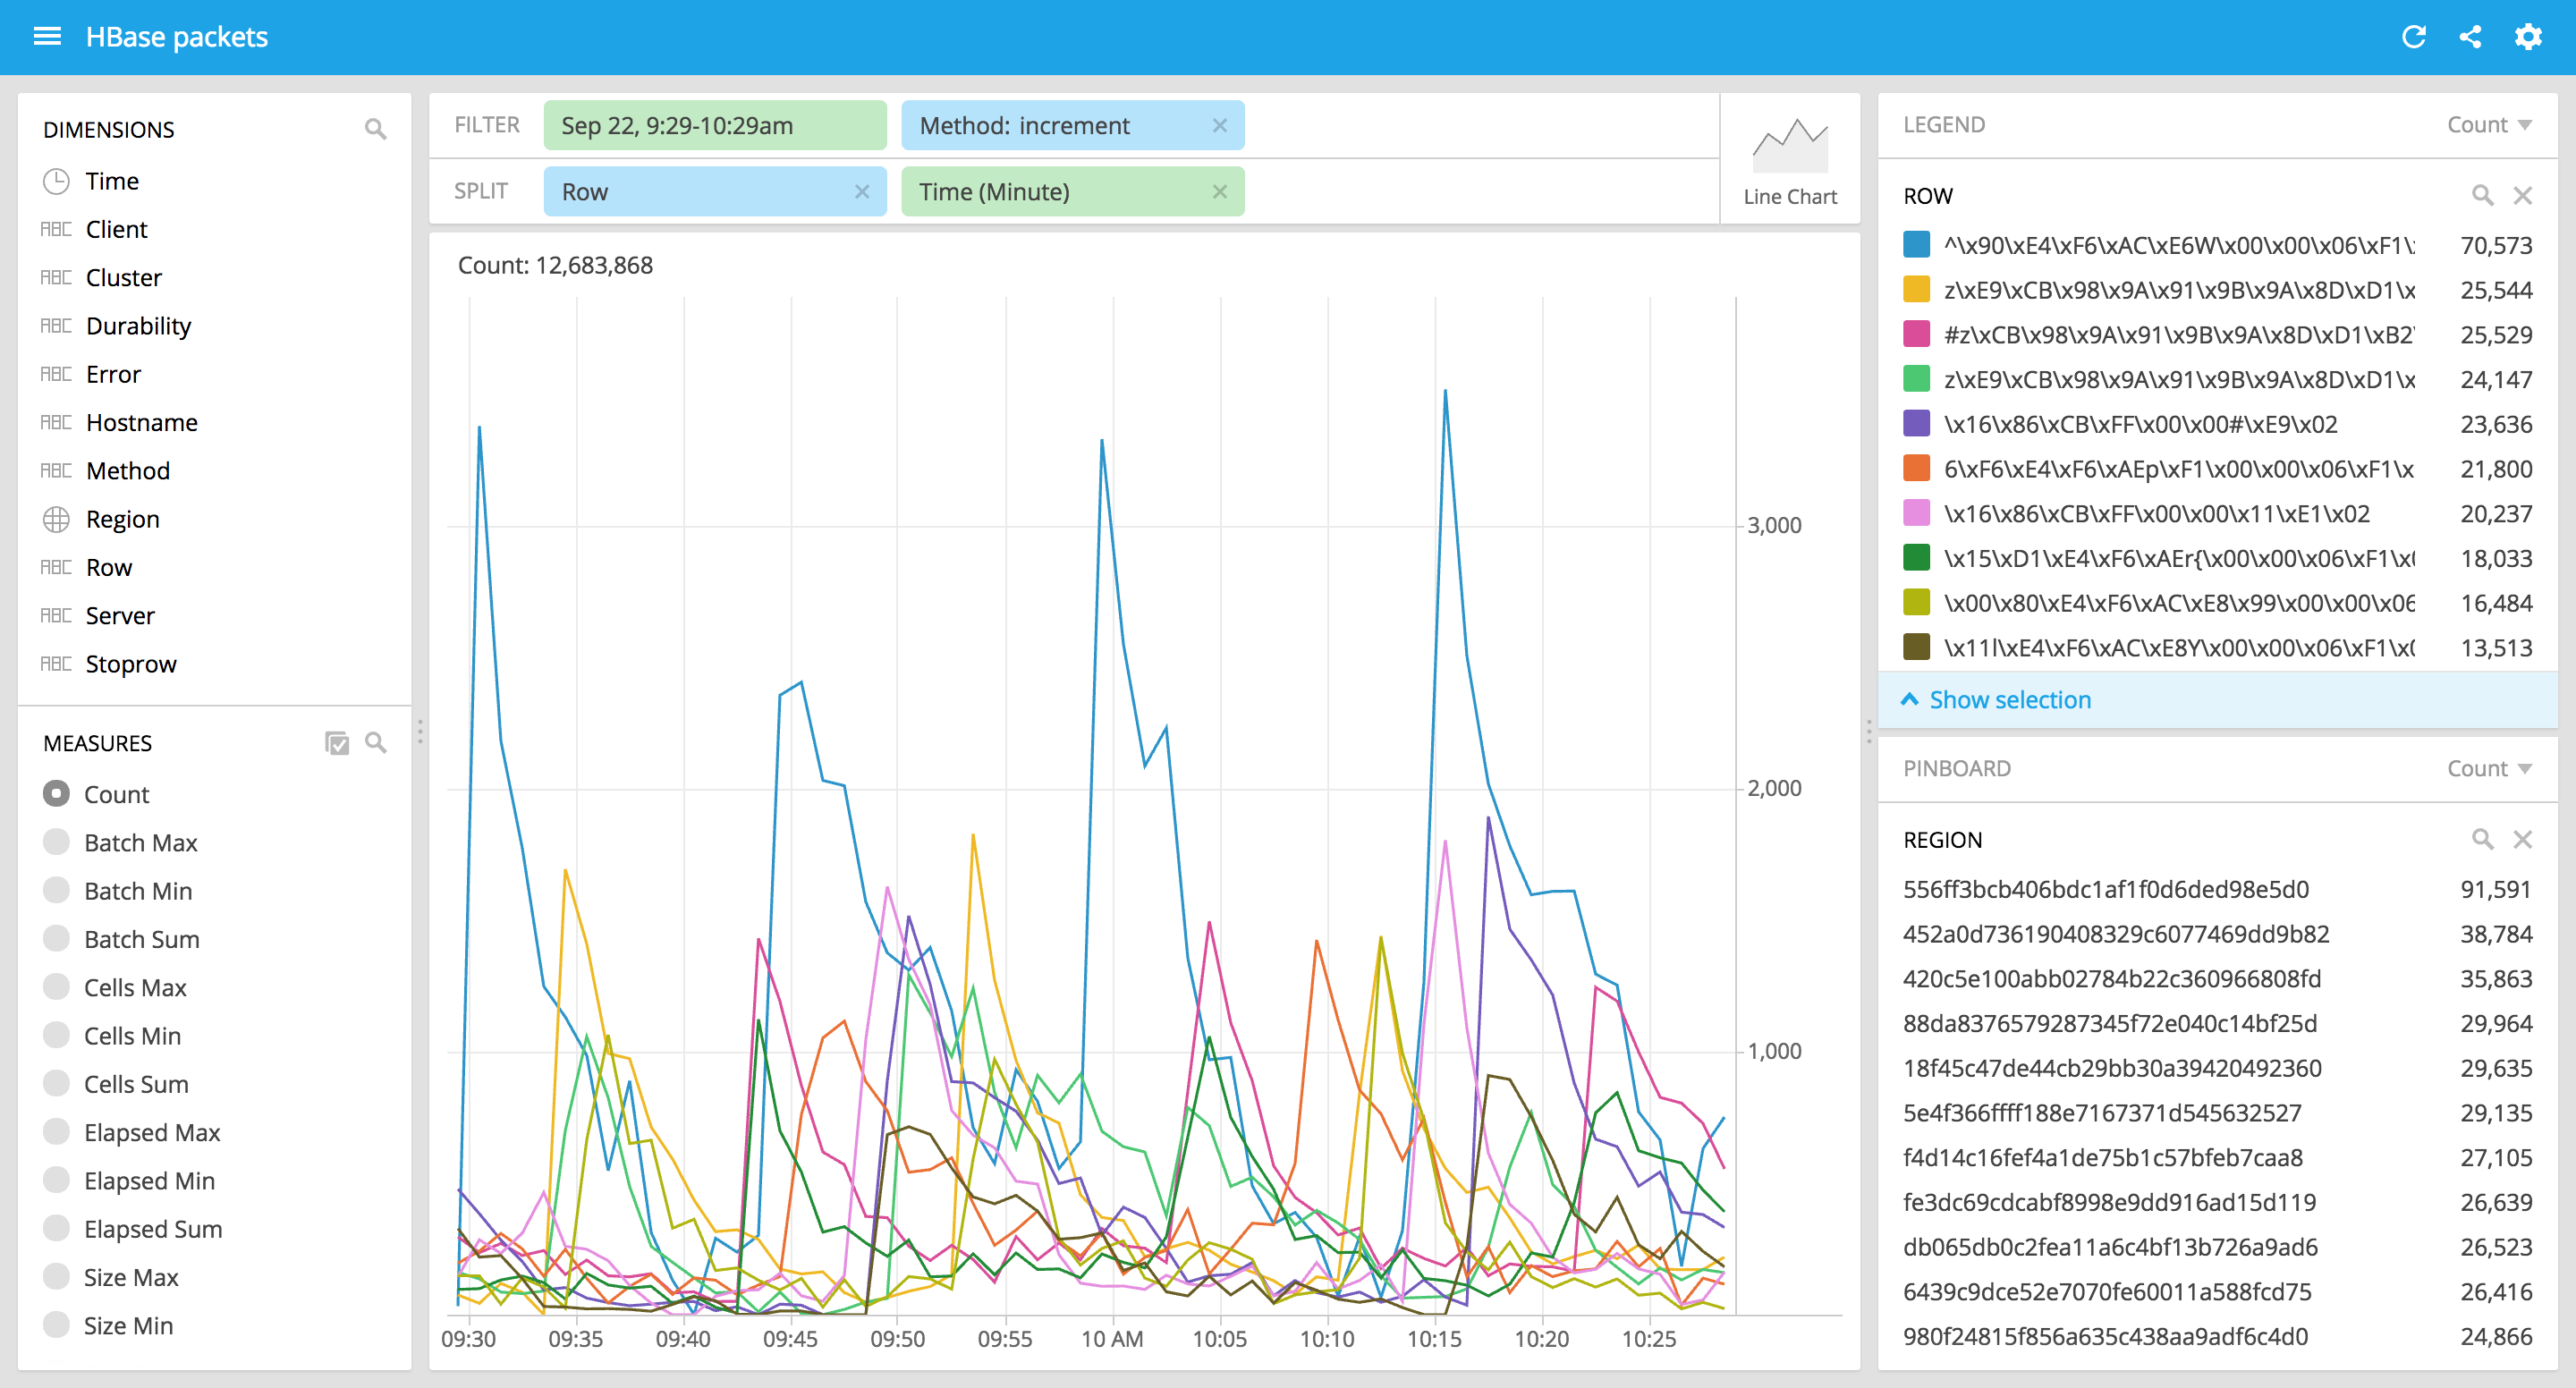 HBase packets
DIMENSIONS
Time
ABC Client
ABC Cluster
ABC Durability
ABC Error
ABC Hostname
ABC Method
Region
ABC Row
ABC Server
ABC Stoprow
MEASURES
Count
Batch Max
Batch Min
Batch Sum
Cells Max
Cells Min
Cells Sum
Elapsed Max
Elapsed Min
Elapsed Sum
Size Max
Size Min
FILTER Sep 22, 9:29-10:29am Method: increment
SPLIT Row Time (Minute)
Line Chart
Count: 12,683,868
3,000
2,000
1,000
09:30 09:35 09:40 09:45 09:50 09:55 10 AM 10:05 10:10 10:15 10:20 10:25
LEGEND Count
ROW
^\x90\xE4\xF6\xAC\xE6W\x00\x00\x06\xF1\ 70,573
z\xE9\xCB\x98\x9A\x91\x9B\x9A\x8D\xD1\x 25,544
#z\xCB\x98\x9A\x91\x9B\x9A\x8D\xD1\xB2\ 25,529
z\xE9\xCB\x98\x9A\x91\x9B\x9A\x8D\xD1\x 24,147
\x16\x86\xCB\xFF\x00\x00#\xE9\x02 23,636
6\xF6\xE4\xF6\xAEp\xF1\x00\x00\x06\xF1\x 21,800
\x16\x86\xCB\xFF\x00\x00\x11\xE1\x02 20,237
\x15\xD1\xE4\xF6\xAEr{\x00\x00\x06\xF1\x0 18,033
\x00\x80\xE4\xF6\xAC\xE8\x99\x00\x00\x06 16,484
\x11l\xE4\xF6\xAC\xE8Y\x00\x00\x06\xF1\x0 13,513
Show selection
PINBOARD Count
REGION
556ff3bcb406bdc1af1f0d6ded98e5d0 91,591
452a0d736190408329c6077469dd9b82 38,784
420c5e100abb02784b22c360966808fd 35,863
88da8376579287345f72e040c14bf25d 29,964
18f45c47de44cb29bb30a39420492360 29,635
5e4f366ffff188e7167371d545632527 29,135
f4d14c16fef4a1de75b1c57bfeb7caa8 27,105
fe3dc69cdcabf8998e9dd916ad15d119 26,639
db065db0c2fea11a6c4bf13b726a9ad6 26,523
6439c9dce52e7070fe60011a588fcd75 26,416
980f24815f856a635c438aa9adf6c4d0 24,866